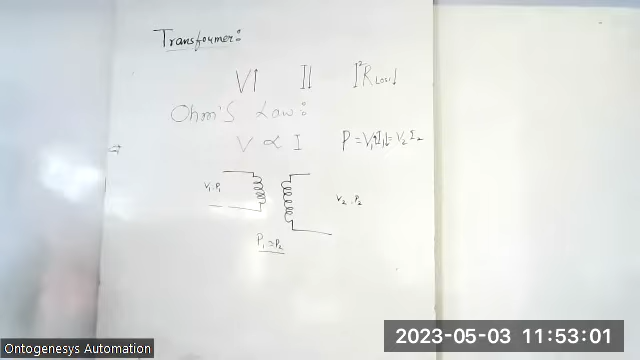 Transformer:
V↑ I↓ I²R Loss↓
Ohm's Law:
V ∝ I P = V₁I₁ = V₂I₂
V₁, P₁
V₂, P₂
P₁ = P₂
2023-05-03 11:53:01
Ontogenesys Automation